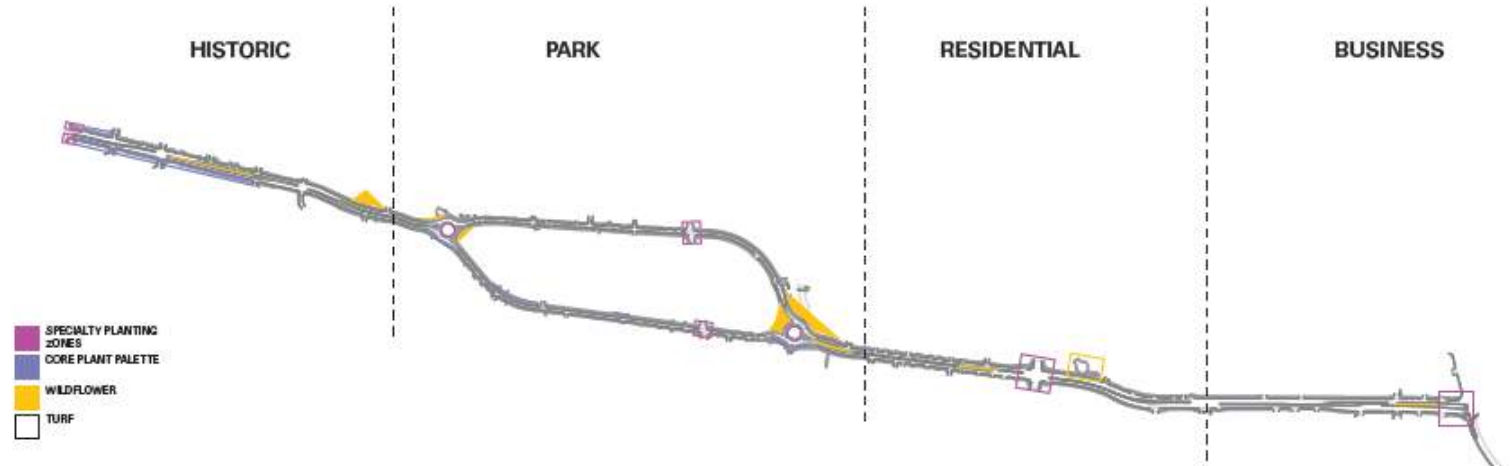 HISTORIC
PARK
RESIDENTIAL
BUSINESS
SPECIALTY PLANTING
zONES
CORE PLANT PALETTE
WILDFLOWER
TURF